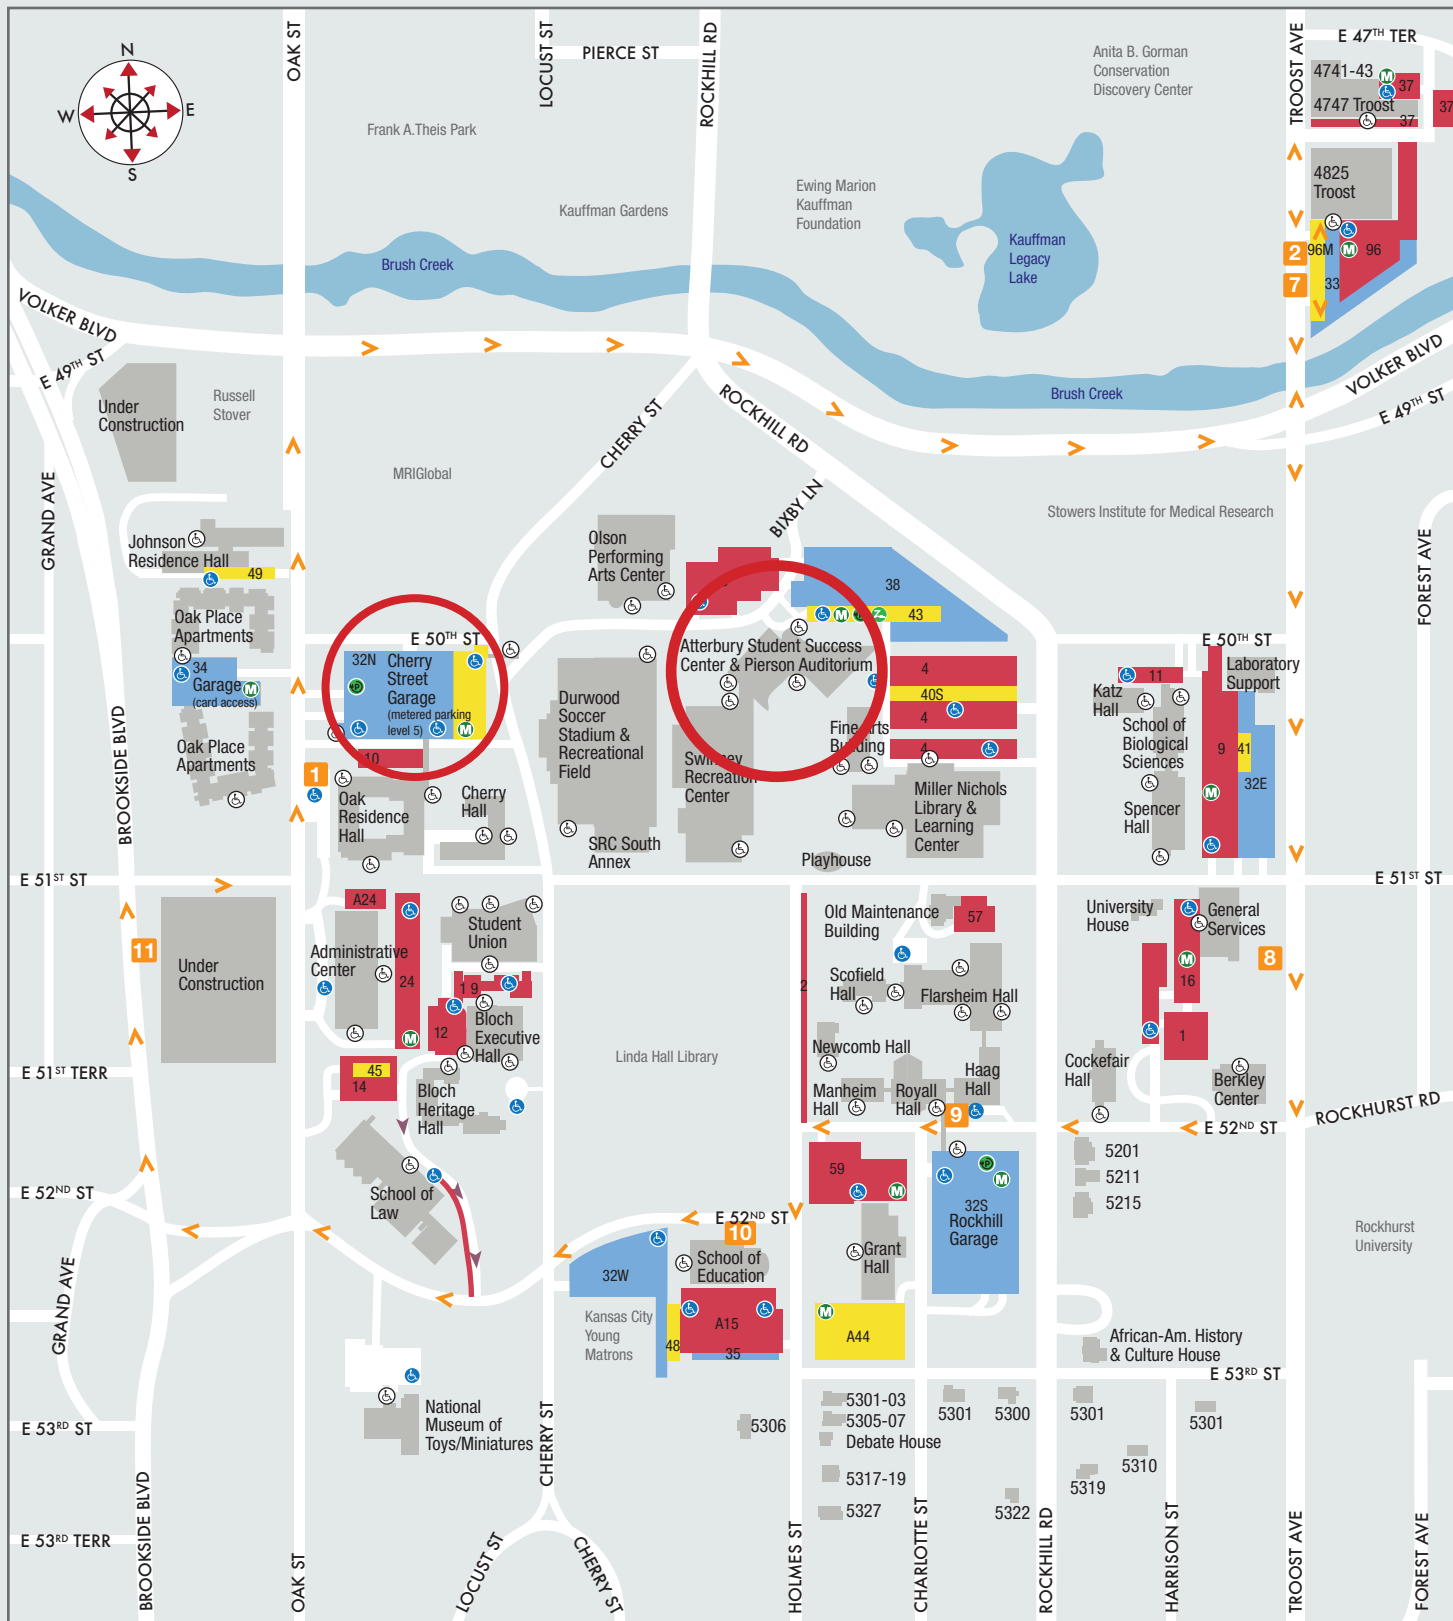 N
W
E
S
OAK ST
LOCUST ST
PIERCE ST
ROCKHILL RD
TROOST AVE
E 47TH TER
Anita B. Gorman
Conservation
Discovery Center
4741-43
M
37
4747 Troost
37
37
Frank A.Theis Park
4825
Troost
Ewing Marion
Kauffman
Foundation
Kauffman Gardens
Kauffman
Legacy
Lake
Brush Creek
2
96M
M
96
7
33
VOLKER BLVD
E 49TH ST
VOLKER BLVD
E 49TH ST
Brush Creek
Under
Construction
Russell
Stover
CHERRY ST
ROCKHILL RD
MRIGlobal
GRAND AVE
BIXBY LN
Stowers Institute for Medical Research
FOREST AVE
Johnson
Residence Hall
49
Olson
Performing
Arts Center
38
Oak Place
Apartments
M
43
E 50TH ST
E 50TH ST
Atterbury Student Success
Center & Pierson Auditorium
32N
Cherry
Street
Garage
(metered parking
level 5)
P
M
34
Garage
(card access)
M
4
40S
4
4
11
Laboratory
Support
Katz
Hall
School of
Biological
Sciences
9
41
32E
M
Durwood
Soccer
Stadium &
Recreational
Field
Fine Arts
Building
BROOKSIDE BLVD
Oak Place
Apartments
10
1
Swinney
Recreation
Center
Oak
Residence
Hall
Cherry
Hall
Miller Nichols
Library &
Learning
Center
Spencer
Hall
SRC South
Annex
Playhouse
E 51ST ST
E 51ST ST
A24
Student
Union
Old Maintenance
Building
57
University
House
General
Services
11
8
Administrative
Center
Under
Construction
24
M
1 9
12
Bloch
Executive
Hall
2
Scofield
Hall
Flarsheim Hall
M
16
1
Linda Hall Library
Newcomb Hall
Haag
Hall
Cockefair
Hall
Berkley
Center
E 51ST TERR
45
14
Bloch
Heritage
Hall
Manheim
Hall
Royall
Hall
9
ROCKHURST RD
E 52ND ST
5201
5211
5215
59
M
P
M
32S
Rockhill
Garage
School of
Law
E 52ND ST
E 52ND ST
10
Rockhurst
University
32W
School of
Education
Grant
Hall
GRAND AVE
Kansas City
Young
Matrons
48
A15
35
M
A44
African-Am. History
& Culture House
E 53RD ST
National
Museum of
Toys/Miniatures
E 53RD ST
5306
5301-03
5305-07
Debate House
5301
5300
5301
5301
5310
5317-19
5319
5327
5322
E 53RD TERR
BROOKSIDE BLVD
OAK ST
LOCUST ST
CHERRY ST
CHERRY ST
HOLMES ST
CHARLOTTE ST
ROCKHILL RD
HARRISON ST
TROOST AVE
FOREST AVE